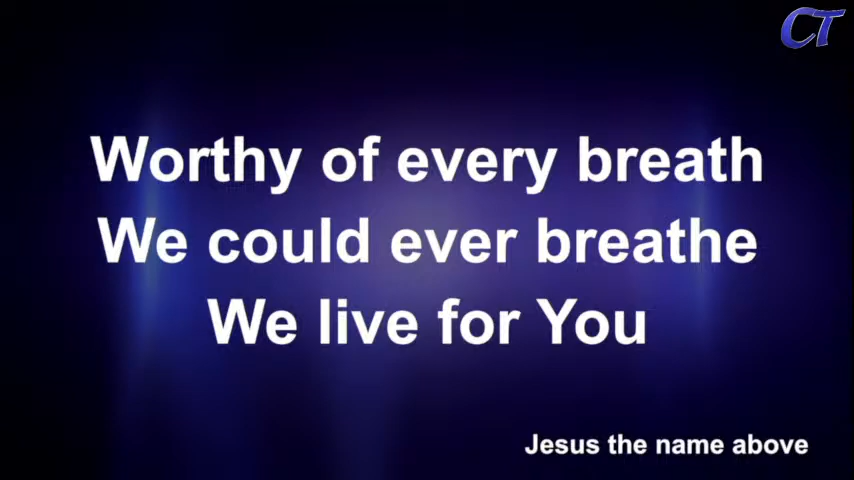 CT
Worthy of every breath
We could ever breathe
We live for You
Jesus the name above